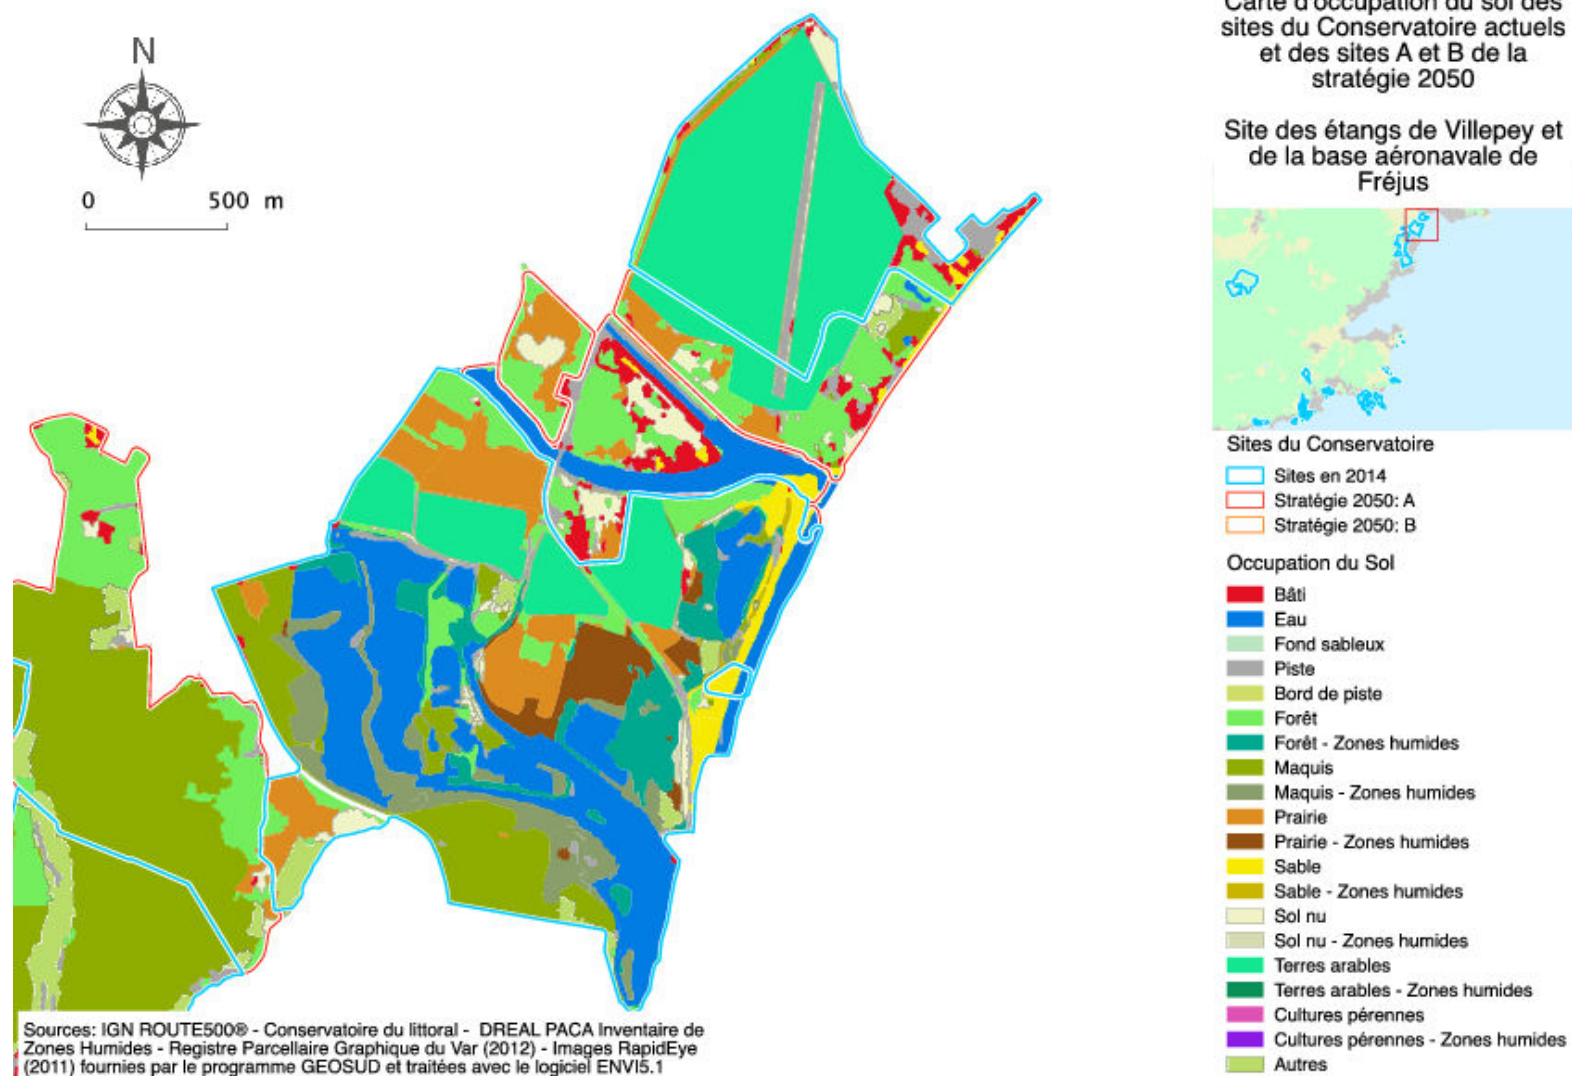 Carte d'occupation du sol des
sites du Conservatoire actuels
et des sites A et B de la
stratégie 2050
Site des étangs de Villepey et
de la base aéronavale de
Fréjus
N
0 500 m
Sites du Conservatoire
Sites en 2014
Stratégie 2050: A
Stratégie 2050: B
Occupation du Sol
Bâti
Eau
Fond sableux
Piste
Bord de piste
Forêt
Forêt - Zones humides
Maquis
Maquis - Zones humides
Prairie
Prairie - Zones humides
Sable
Sable - Zones humides
Sol nu
Sol nu - Zones humides
Terres arables
Terres arables - Zones humides
Cultures pérennes
Cultures pérennes - Zones humides
Autres
Sources: IGN ROUTE500® - Conservatoire du littoral - DREAL PACA Inventaire de
Zones Humides - Registre Parcellaire Graphique du Var (2012) - Images RapidEye
(2011) fournies par le programme GEOSUD et traitées avec le logiciel ENVI5.1